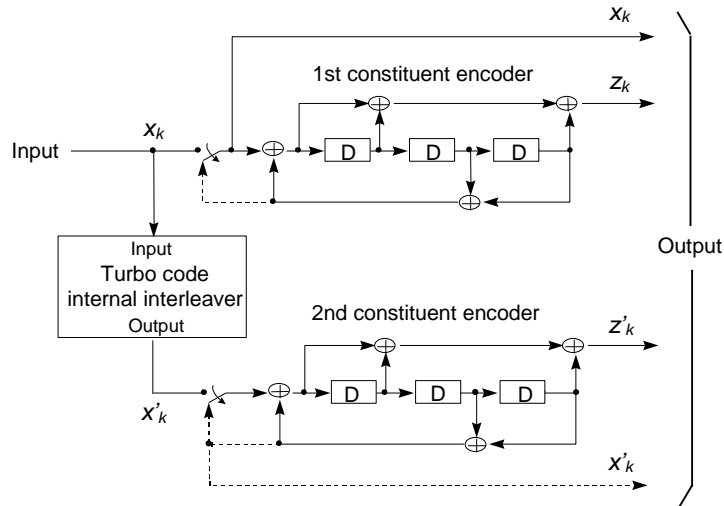 xk
1st constituent encoder
zk
xk
Input
D
D
D
Input
Turbo code
internal interleaver
Output
Output
2nd constituent encoder
z'k
D
D
D
x'k
x'k